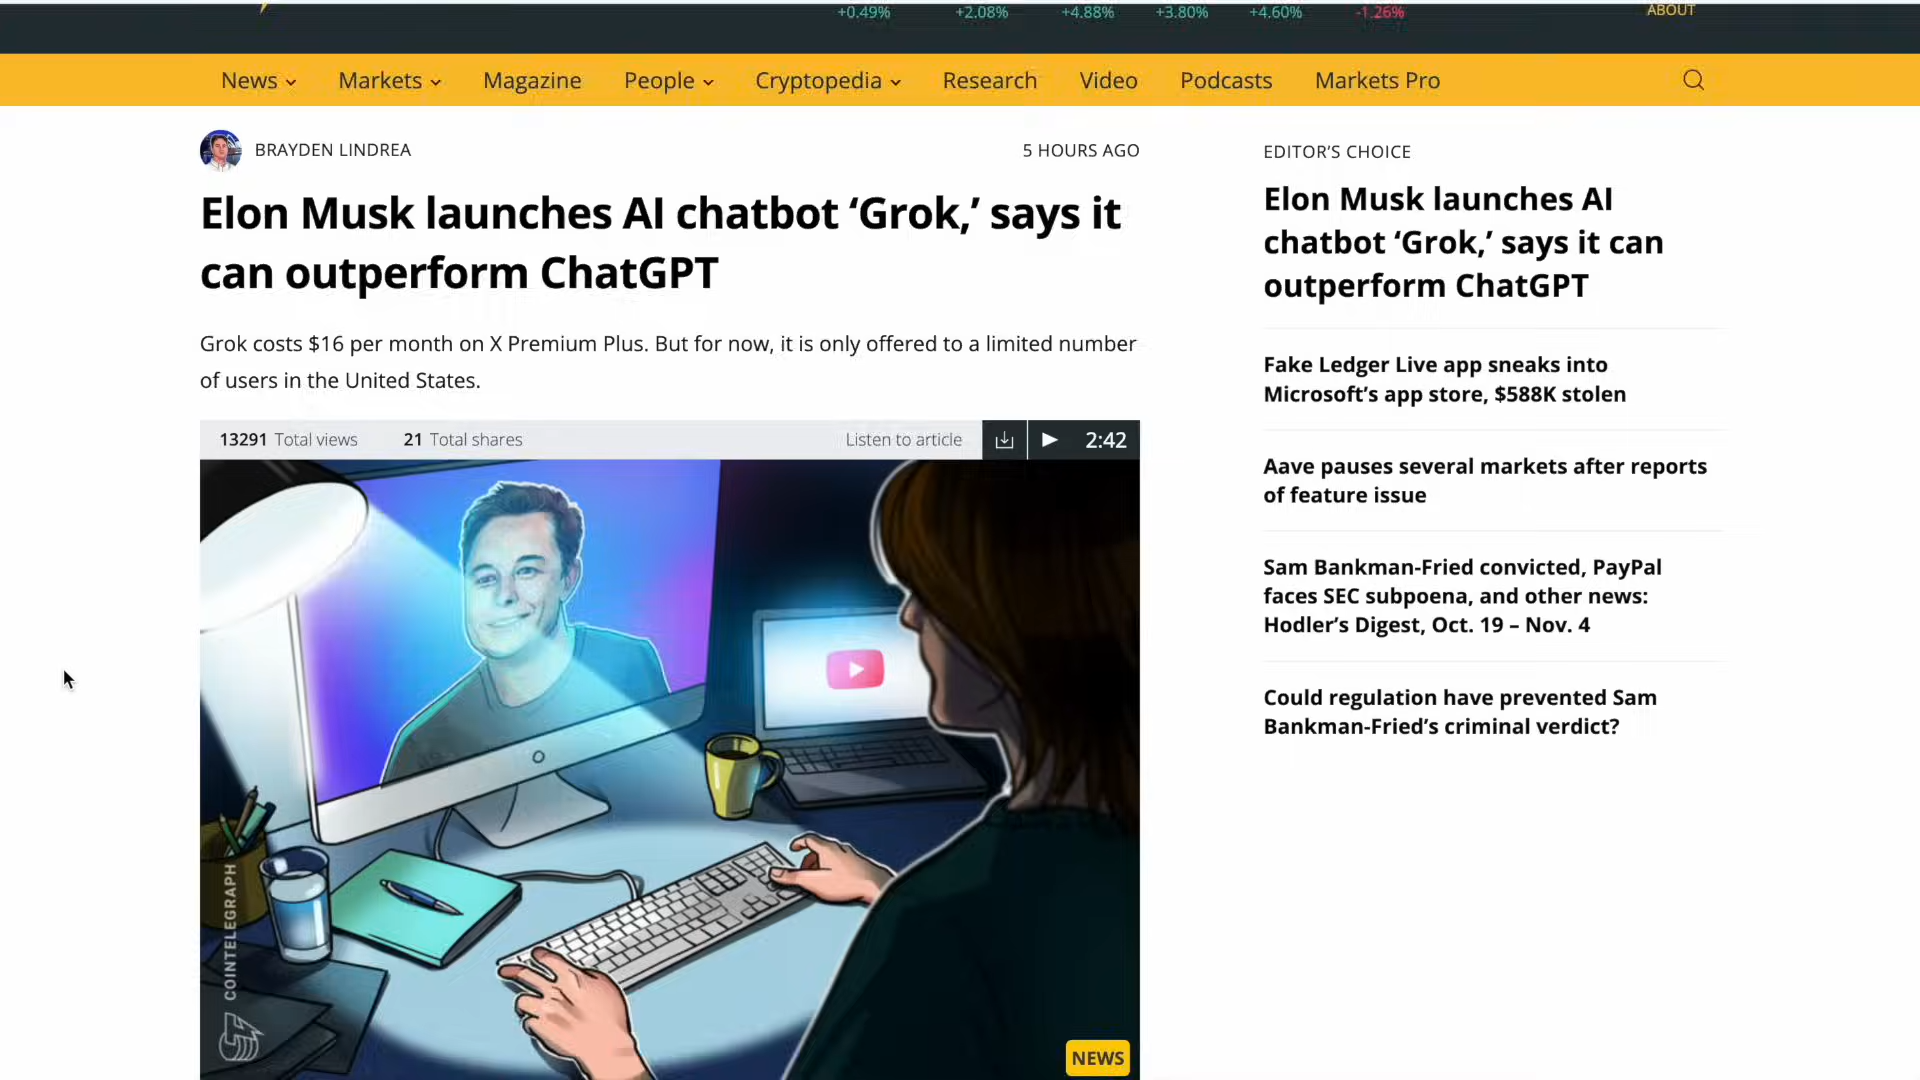 +0.49% +2.08% +4.88% +3.80% +4.60% -1.26% ABOUT
News Markets Magazine People Cryptopedia Research Video Podcasts Markets Pro
BRAYDEN LINDREA 5 HOURS AGO
Elon Musk launches AI chatbot ‘Grok,’ says it
can outperform ChatGPT
Grok costs $16 per month on X Premium Plus. But for now, it is only offered to a limited number
of users in the United States.
13291 Total views 21 Total shares Listen to article 2:42
COINTELEGRAPH
NEWS
EDITOR’S CHOICE
Elon Musk launches AI
chatbot ‘Grok,’ says it can
outperform ChatGPT
Fake Ledger Live app sneaks into
Microsoft’s app store, $588K stolen
Aave pauses several markets after reports
of feature issue
Sam Bankman-Fried convicted, PayPal
faces SEC subpoena, and other news:
Hodler’s Digest, Oct. 19 – Nov. 4
Could regulation have prevented Sam
Bankman-Fried’s criminal verdict?